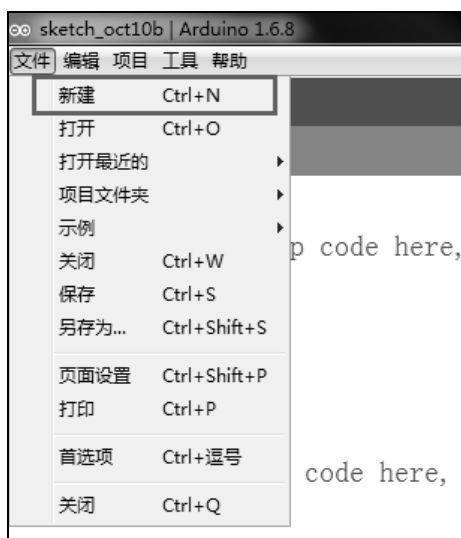 sketch_oct10b | Arduino 1.6.8
文件 编辑 项目 工具 帮助
新建 Ctrl+N
打开 Ctrl+O
打开最近的
项目文件夹
示例
p code here,
关闭 Ctrl+W
保存 Ctrl+S
另存为... Ctrl+Shift+S
页面设置 Ctrl+Shift+P
打印 Ctrl+P
首选项 Ctrl+逗号
code here,
关闭 Ctrl+Q